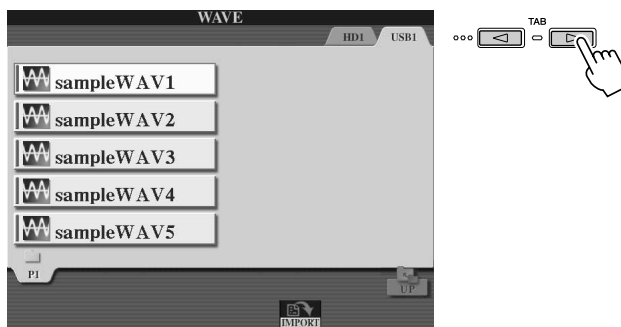 WAVE
HD1 USB1
TAB
sampleWAV1
sampleWAV2
sampleWAV3
sampleWAV4
sampleWAV5
P1
UP
IMPORT